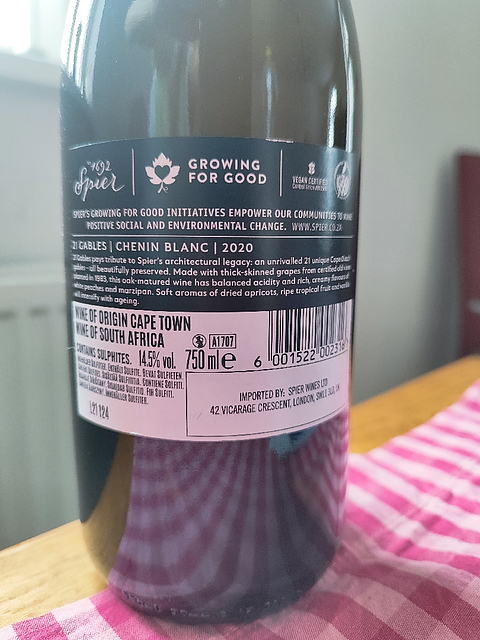 1692
Spier
GROWING
FOR GOOD
VEGAN CERTIFIED
SPIER'S GROWING FOR GOOD INITIATIVES EMPOWER OUR COMMUNITIES TO MAKE
POSITIVE SOCIAL AND ENVIRONMENTAL CHANGE. WWW.SPIER.CO.ZA
21 GABLES | CHENIN BLANC | 2020
21 Gables pays tribute to Spier's architectural legacy: an unrivalled 21 unique Cape Dutch
gables - all beautifully preserved. Made with thick-skinned grapes from certified old vines
planted in 1983, this oak-matured wine has balanced acidity and rich, creamy flavours of
white peaches and marzipan. Soft aromas of dried apricots, ripe tropical fruit and vanilla
will intensify with ageing.
WINE OF ORIGIN CAPE TOWN
WINE OF SOUTH AFRICA
A1707
CONTAINS SULPHITES. 14.5% vol. 750 ml e
6 001522 002316
IMPORTED BY: SPIER WINES LTD
42 VICARAGE CRESCENT, LONDON, SW11 3LD, UK
L21124